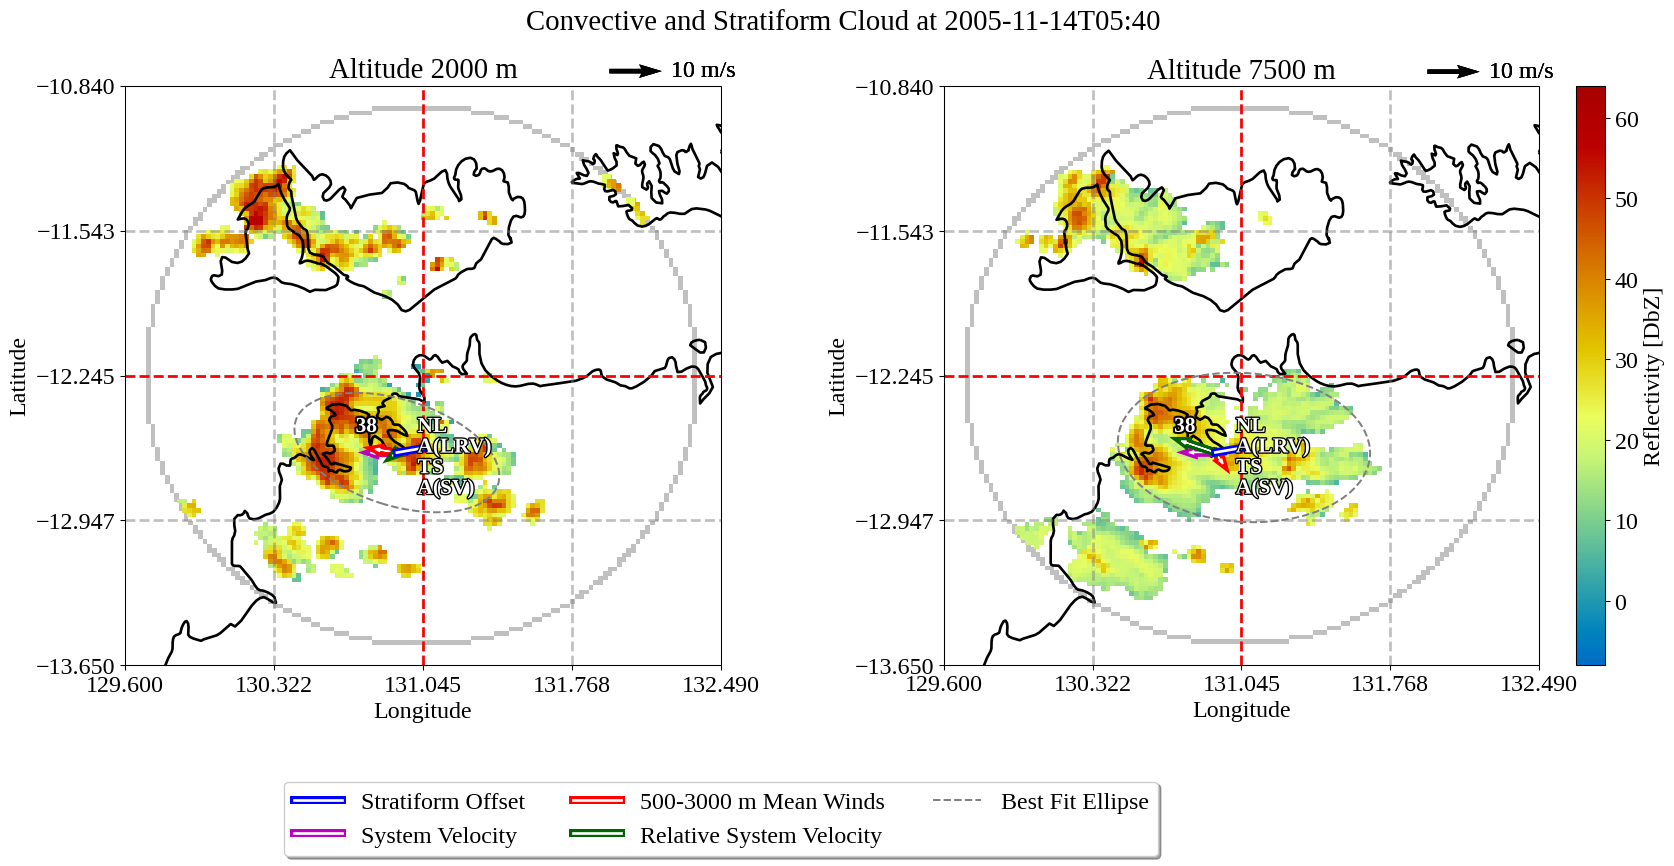 Convective and Stratiform Cloud at 2005-11-14T05:40
Altitude 2000 m
10 m/s
−10.840
−11.543
−12.245
−12.947
−13.650
129.600
130.322
131.045
131.768
132.490
Latitude
Longitude
38
NL
A(LRV)
TS
A(SV)
Altitude 7500 m
10 m/s
−10.840
−11.543
−12.245
−12.947
−13.650
129.600
130.322
131.045
131.768
132.490
Latitude
Longitude
38
NL
A(LRV)
TS
A(SV)
60
50
40
30
20
10
0
Reflectivity [DbZ]
Stratiform Offset
System Velocity
500-3000 m Mean Winds
Relative System Velocity
Best Fit Ellipse